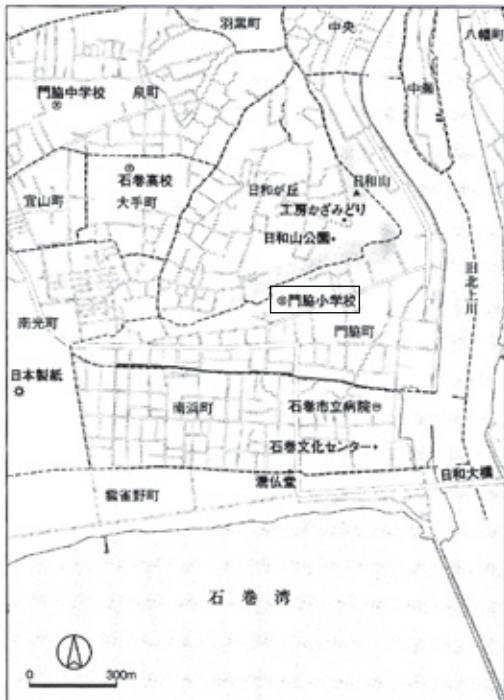 羽黒町
中央
八幡町
門脇中学校
泉町
中瀬
石巻高校
大手町
宜山町
日和が丘
日和山
工房かざみどり
日和山公園
旧北上川
門脇小学校
南光町
門脇町
日本製紙
南浜町
石巻市立病院
石巻文化センター
濡仏堂
日和大橋
雲雀野町
石巻湾
0
300m